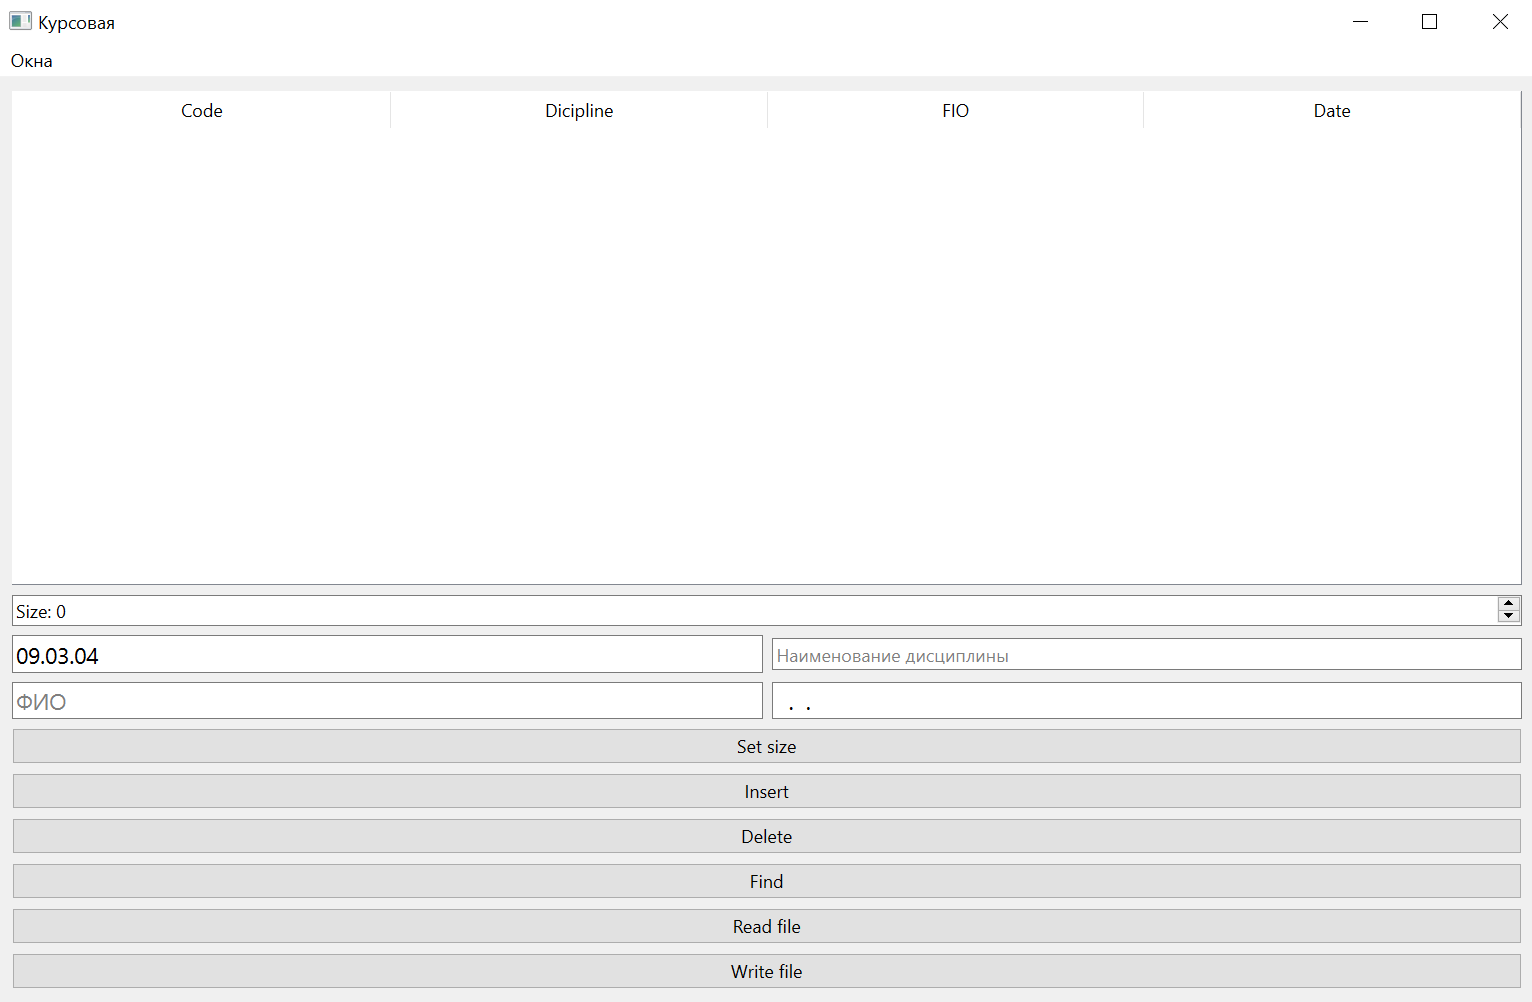 Курсовая
Окна
Code Dicipline FIO Date
Size: 0
09.03.04 Наименование дисциплины
ФИО . .
Set size
Insert
Delete
Find
Read file
Write file